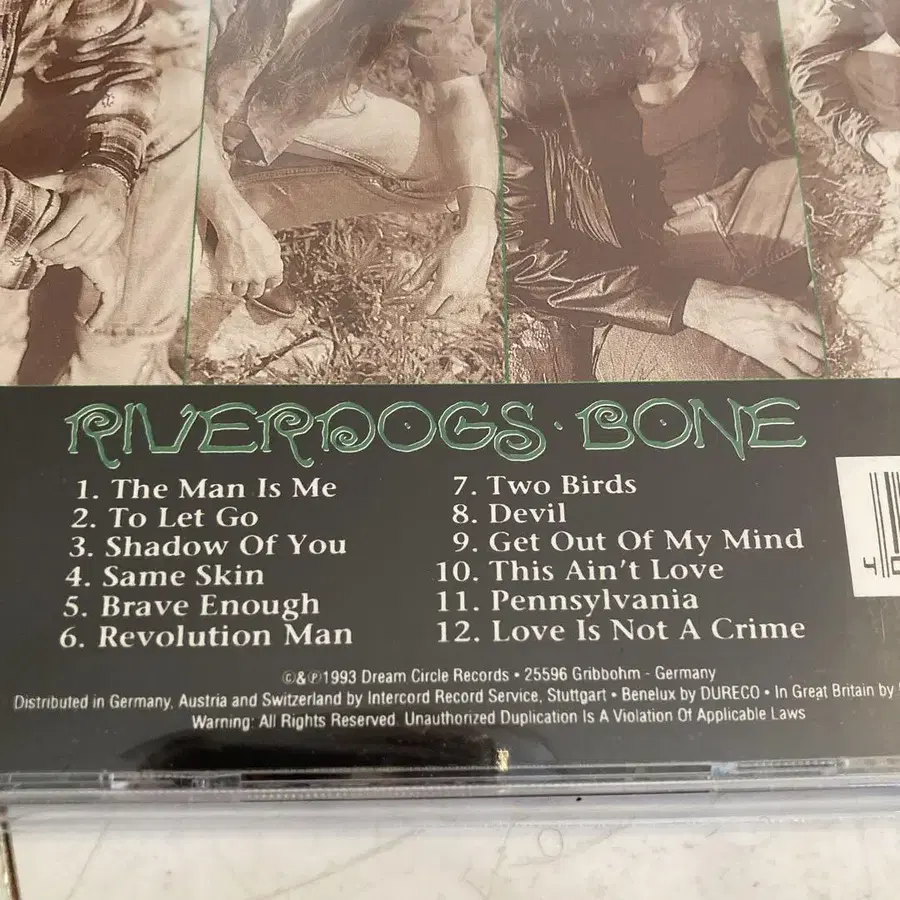 RIVERDOGS · BONE
1. The Man Is Me
2. To Let Go
3. Shadow Of You
4. Same Skin
5. Brave Enough
6. Revolution Man
7. Two Birds
8. Devil
9. Get Out Of My Mind
10. This Ain't Love
11. Pennsylvania
12. Love Is Not A Crime
©&℗1993 Dream Circle Records • 25596 Gribbohm - Germany
Distributed in Germany, Austria and Switzerland by Intercord Record Service, Stuttgart • Benelux by DURECO • In Great Britain by
Warning: All Rights Reserved. Unauthorized Duplication Is A Violation Of Applicable Laws
4